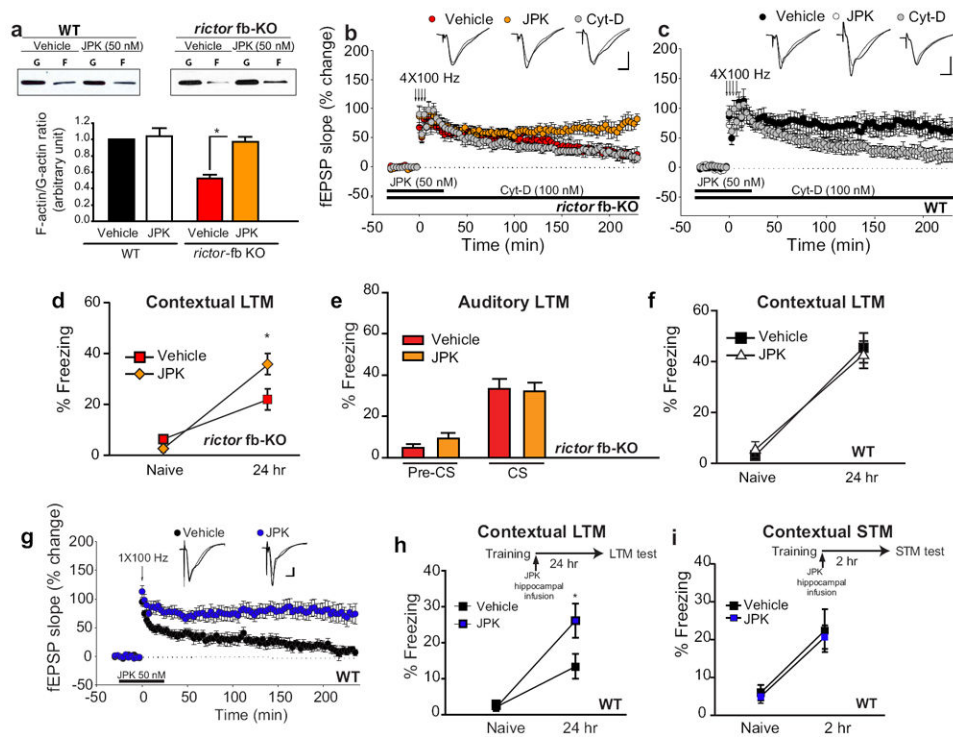 a
WT
rictor fb-KO
Vehicle JPK (50 nM)
Vehicle JPK (50 nM)
G F G F
G F G F
F-actin/G-actin ratio
(arbitrary unit)
1.2
1.0
0.8
0.6
0.4
0.2
0
*
Vehicle JPK Vehicle JPK
WT rictor-fb KO
b
Vehicle JPK Cyt-D
4X100 Hz
fEPSP slope (% change)
200
150
100
50
0
-50
JPK (50 nM)
Cyt-D (100 nM)
rictor fb-KO
-50 0 50 100 150 200
Time (min)
c
Vehicle JPK Cyt-D
4X100 Hz
200
150
100
50
0
-50
JPK (50 nM)
Cyt-D (100 nM)
WT
-50 0 50 100 150 200
Time (min)
d
Contextual LTM
% Freezing
60
40
20
0
Vehicle
JPK
*
rictor fb-KO
Naive 24 hr
e
Auditory LTM
% Freezing
80
60
40
20
0
Vehicle
JPK
rictor fb-KO
Pre-CS CS
f
Contextual LTM
% Freezing
60
40
20
0
Vehicle
JPK
WT
Naive 24 hr
g
Vehicle JPK
1X100 Hz
fEPSP slope (% change)
200
150
100
50
0
-50
JPK 50 nM
WT
-50 0 50 100 150 200
Time (min)
h
Contextual LTM
Training LTM test
24 hr
JPK
hippocampal
infusion
% Freezing
40
30
20
10
0
Vehicle
JPK
*
WT
Naive 24 hr
i
Contextual STM
Training STM test
2 hr
JPK
hippocampal
infusion
% Freezing
40
30
20
10
0
Vehicle
JPK
WT
Naive 2 hr